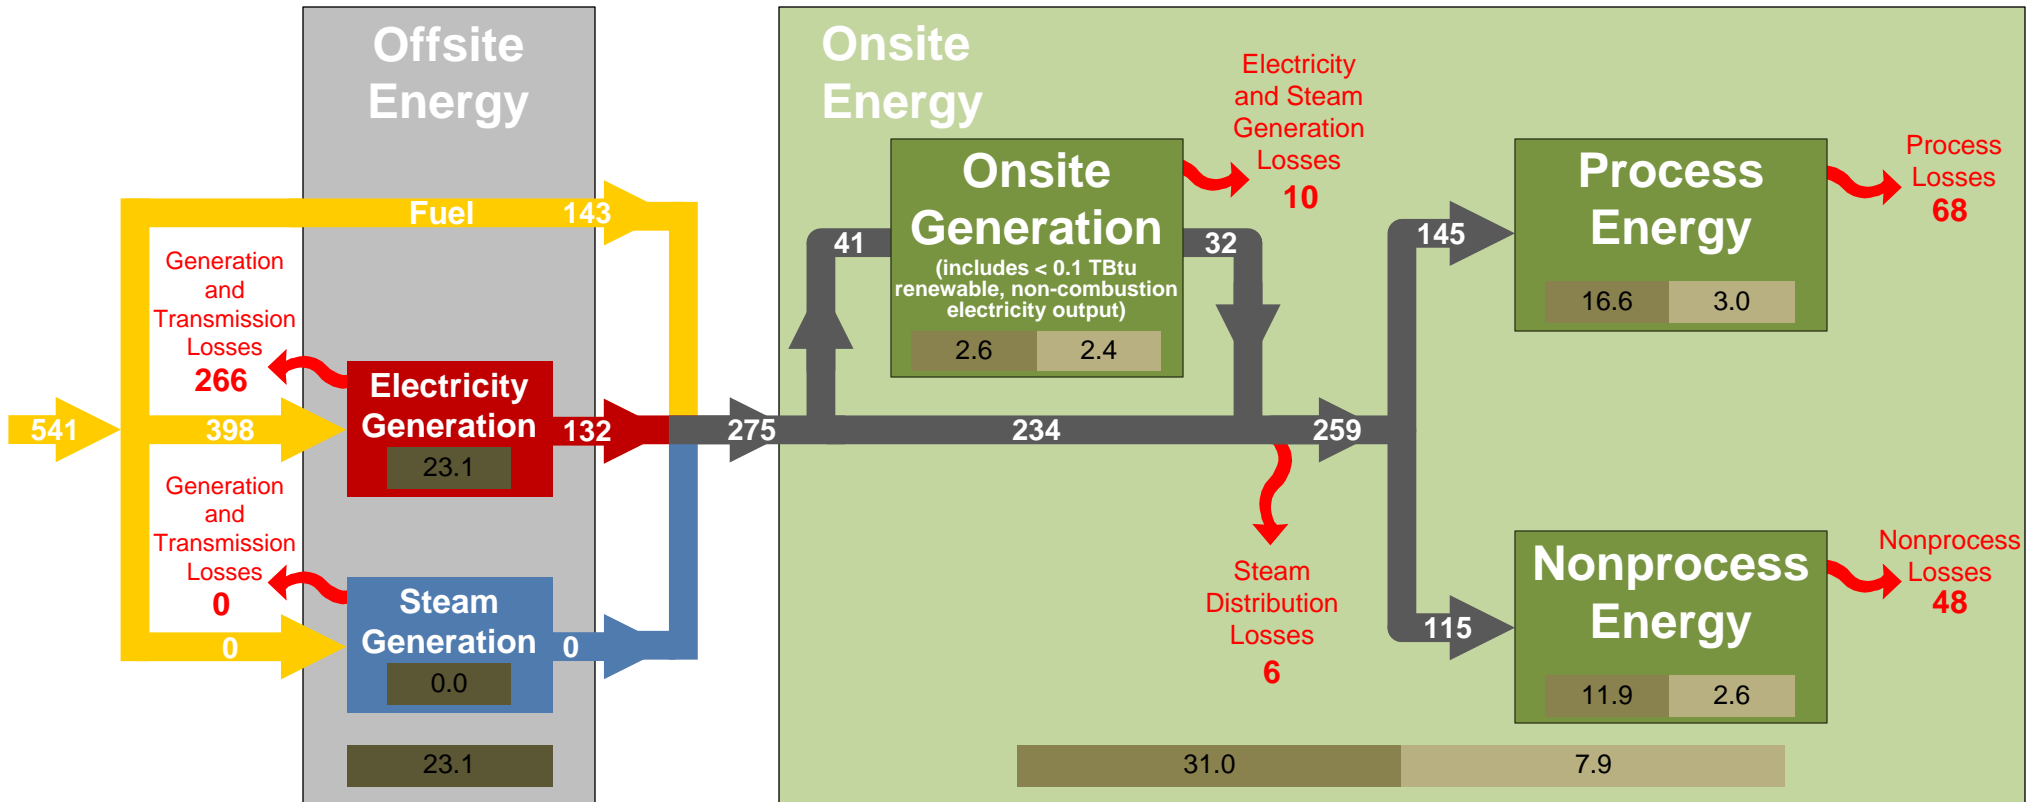 Offsite
Energy
Onsite
Energy
Fuel
143
Generation
and
Transmission
Losses
266
541
398
Electricity
Generation
23.1
132
Generation
and
Transmission
Losses
0
0
Steam
Generation
0.0
0
23.1
275
41
Onsite
Generation
(includes < 0.1 TBtu
renewable, non-combustion
electricity output)
2.6
2.4
32
Electricity
and Steam
Generation
Losses
10
234
259
Steam
Distribution
Losses
6
145
Process
Energy
16.6
3.0
Process
Losses
68
115
Nonprocess
Energy
11.9
2.6
Nonprocess
Losses
48
31.0
7.9